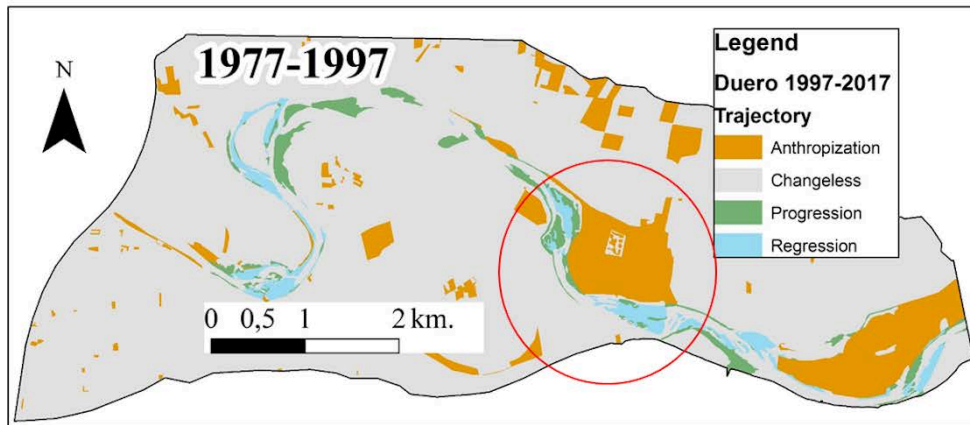 1977-1997
N
Legend
Duero 1997-2017
Trajectory
Anthropization
Changeless
Progression
Regression
0 0,5 1 2 km.